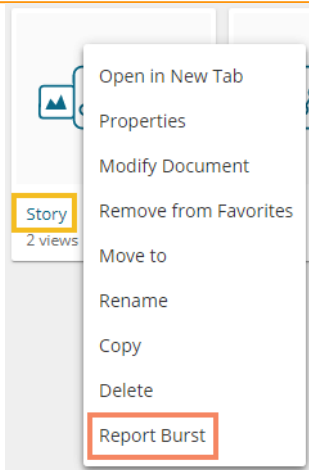 Open in New Tab
Properties
Modify Document
Remove from Favorites
Move to
Rename
Copy
Delete
Report Burst
Story
2 views